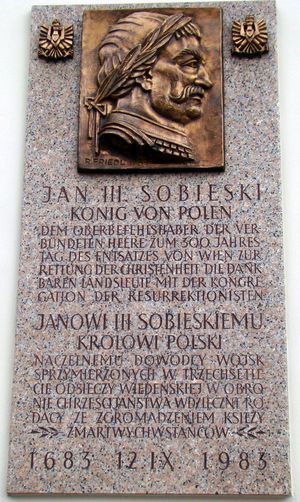 R. FRIEDL
JAN III. SOBIESKI
KÖNIG VON POLEN
DEM OBERBEFEHLSHABER DER VER-
BÜNDETEN HEERE ZUM 300. JAHRES-
TAG DES ENTSATZES VON WIEN ZUR
RETTUNG DER CHRISTENHEIT DIE DANK-
BAREN LANDSLEUTE MIT DER KONGRE-
GATION DER RESURREKTIONISTEN
JANOWI III SOBIESKIEMU
KRÓLOWI POLSKI
NACZELNEMU DOWÓDCY WOJSK
SPRZYMIERZONYCH W TRZECHSETLE-
CIE ODSIECZY WIEDEŃSKIEJ W OBRO-
NIE CHRZEŚCIJAŃSTWA WDZIĘCZNI RO-
DACY ZE ZGROMADZENIEM KSIĘŻY
ZMARTWYCHWSTAŃCÓW
1683 12.IX. 1983